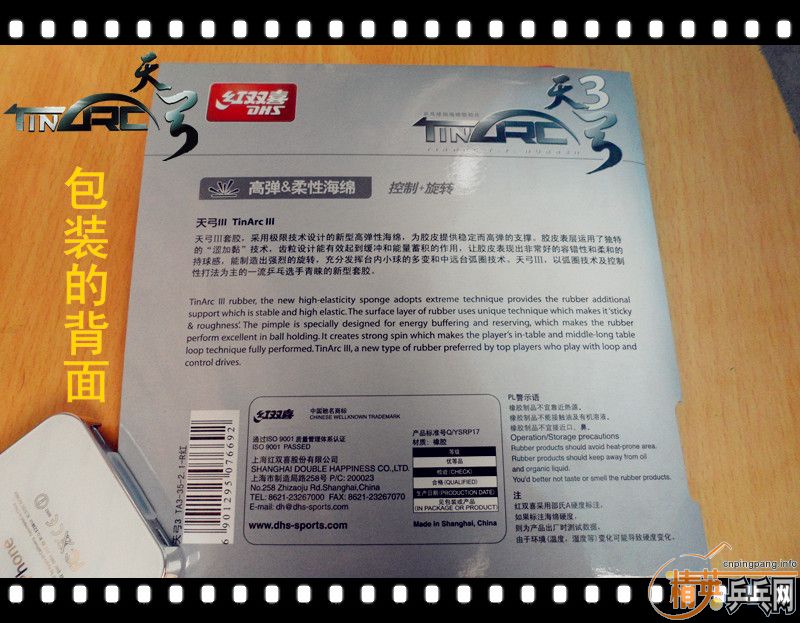 天弓
TINARC
红双喜
DHS
天弓3
TINARC
包装的背面
高弹&柔性海绵
控制+旋转
天弓III TinArc III
天弓III套胶，采用极限技术设计的新型高弹性海绵，为胶皮提供稳定而高弹的支撑。胶皮表层运用了独特
的“涩加黏”技术，齿粒设计能有效起到缓冲和能量蓄积的作用，让胶皮表现出非常好的容错性和柔和的
持球感，能制造出强烈的旋转，充分发挥台内小球的多变和中远台弧圈技术。天弓III，以弧圈技术及控制
性打法为主的一流乒乓选手青睐的新型套胶。
TinArc III rubber, the new high-elasticity sponge adopts extreme technique provides the rubber additional
support which is stable and high elastic. The surface layer of rubber uses unique technique which makes it 'sticky
& roughness'. The pimple is specially designed for energy buffering and reserving, which makes the rubber
perform excellent in ball holding. It creates strong spin which makes the player's in-table and middle-long table
loop technique fully performed. TinArc III, a new type of rubber preferred by top players who play with loop and
control drives.
天弓3 TA3-35-2.1-R红
6 901295 076692
红双喜
中国驰名商标
CHINESE WELLKNOWN TRADEMARK
通过ISO 9001 质量管理体系认证
ISO 9001 PASSED
上海红双喜股份有限公司
SHANGHAI DOUBLE HAPPINESS CO.,LTD.
上海市制造局路258号 P/C: 200023
No.258 Zhizaoju Rd.Shanghai,China
TEL: 8621-23267000 FAX: 8621-23267070
E-mail: dh@dhs-sports.com
www.dhs-sports.com
产品标准号Q/YSRP17
材质：橡胶
等级
优等品
检验(CHECK)
合格(QUALIFIED)
生产日期(PRODUCTION DATE)
见包装或产品
(IN PACKAGE OR PRODUCT)
Made in Shanghai, China
PL警示语
橡胶制品不宜靠近热源。
橡胶制品不能接触油及有机溶液。
橡胶制品不宜接近口、鼻。
Operation/Storage precautions
Rubber products should avoid heat-prone area.
Rubber products should keep away from oil
and organic liquid.
You'd better not taste or smell the rubber products.
注
红双喜采用邵氏A硬度标注，
如果标注海绵硬度，
则为产品出厂时测试数据，
由于环境(温度，湿度等)变化可能导致硬度变化。
hone
cnpingpang.info
精英乒乓网